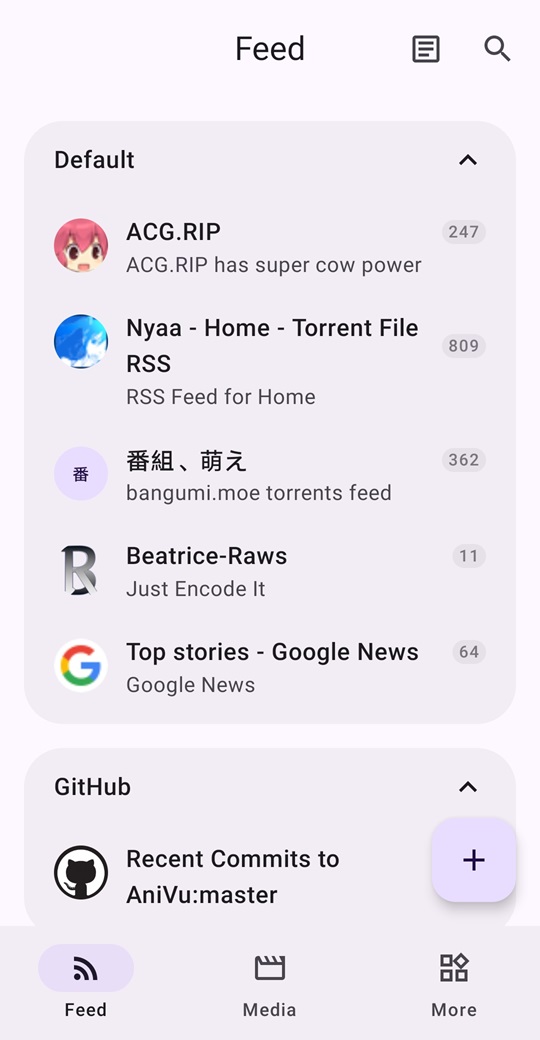 Feed
Default
ACG.RIP
247
ACG.RIP has super cow power
Nyaa - Home - Torrent File
RSS
809
RSS Feed for Home
番
番組、萌え
362
bangumi.moe torrents feed
Beatrice-Raws
11
Just Encode It
Top stories - Google News
64
Google News
GitHub
Recent Commits to
AniVu:master
Feed
Media
More